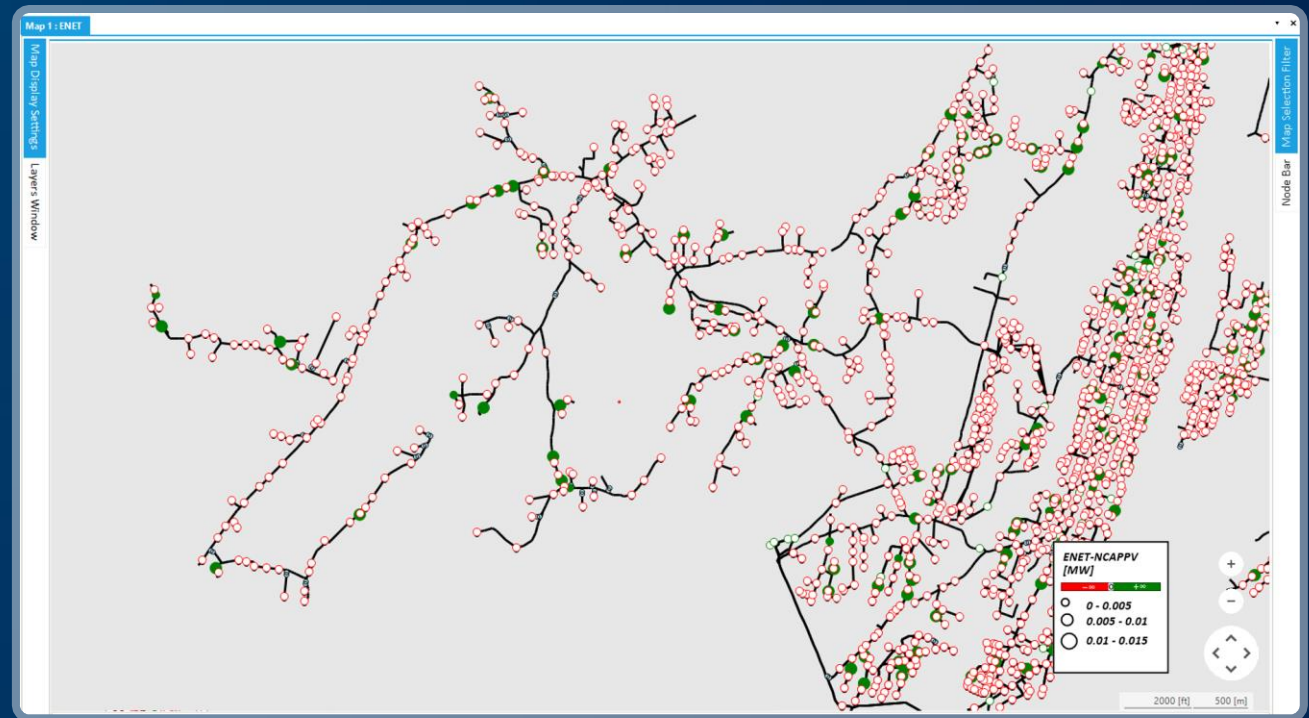 Map 1 : ENET
Map Display Settings
Layers Window
Map Selection Filter
Node Bar
ENET-NCAPPV
[MW]
-∞ 0 +∞
0 - 0.005
0.005 - 0.01
0.01 - 0.015
2000 [ft] 500 [m]